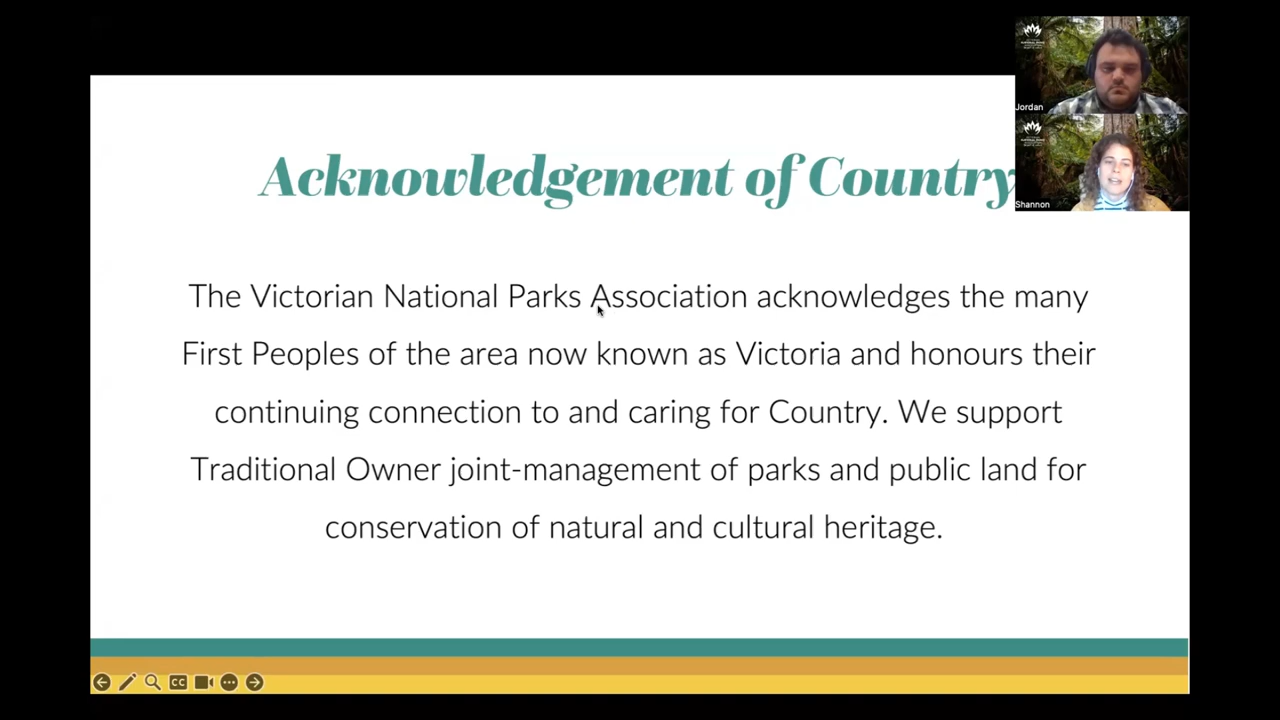 Acknowledgement of Country
The Victorian National Parks Association acknowledges the many
First Peoples of the area now known as Victoria and honours their
continuing connection to and caring for Country. We support
Traditional Owner joint-management of parks and public land for
conservation of natural and cultural heritage.
Jordan
Shannon
CC